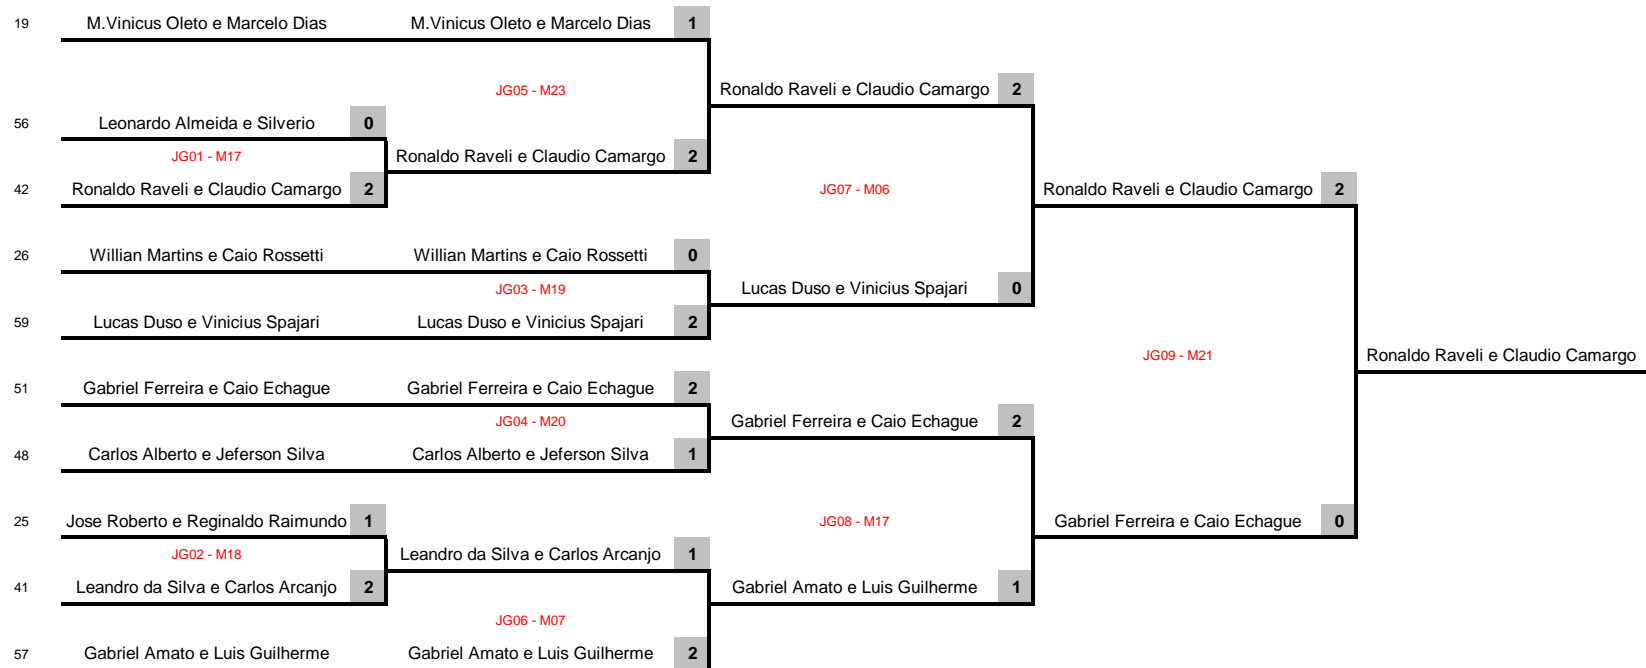 19 M.Vinicus Oleto e Marcelo Dias M.Vinicus Oleto e Marcelo Dias 1
JG05 - M23 Ronaldo Raveli e Claudio Camargo 2
56 Leonardo Almeida e Silverio 0
JG01 - M17 Ronaldo Raveli e Claudio Camargo 2
42 Ronaldo Raveli e Claudio Camargo 2 JG07 - M06 Ronaldo Raveli e Claudio Camargo 2
26 Willian Martins e Caio Rossetti Willian Martins e Caio Rossetti 0
JG03 - M19 Lucas Duso e Vinicius Spajari 0
59 Lucas Duso e Vinicius Spajari Lucas Duso e Vinicius Spajari 2
JG09 - M21 Ronaldo Raveli e Claudio Camargo
51 Gabriel Ferreira e Caio Echague Gabriel Ferreira e Caio Echague 2
JG04 - M20 Gabriel Ferreira e Caio Echague 2
48 Carlos Alberto e Jeferson Silva Carlos Alberto e Jeferson Silva 1
25 Jose Roberto e Reginaldo Raimundo 1 JG08 - M17 Gabriel Ferreira e Caio Echague 0
JG02 - M18 Leandro da Silva e Carlos Arcanjo 1
41 Leandro da Silva e Carlos Arcanjo 2 Gabriel Amato e Luis Guilherme 1
JG06 - M07
57 Gabriel Amato e Luis Guilherme Gabriel Amato e Luis Guilherme 2